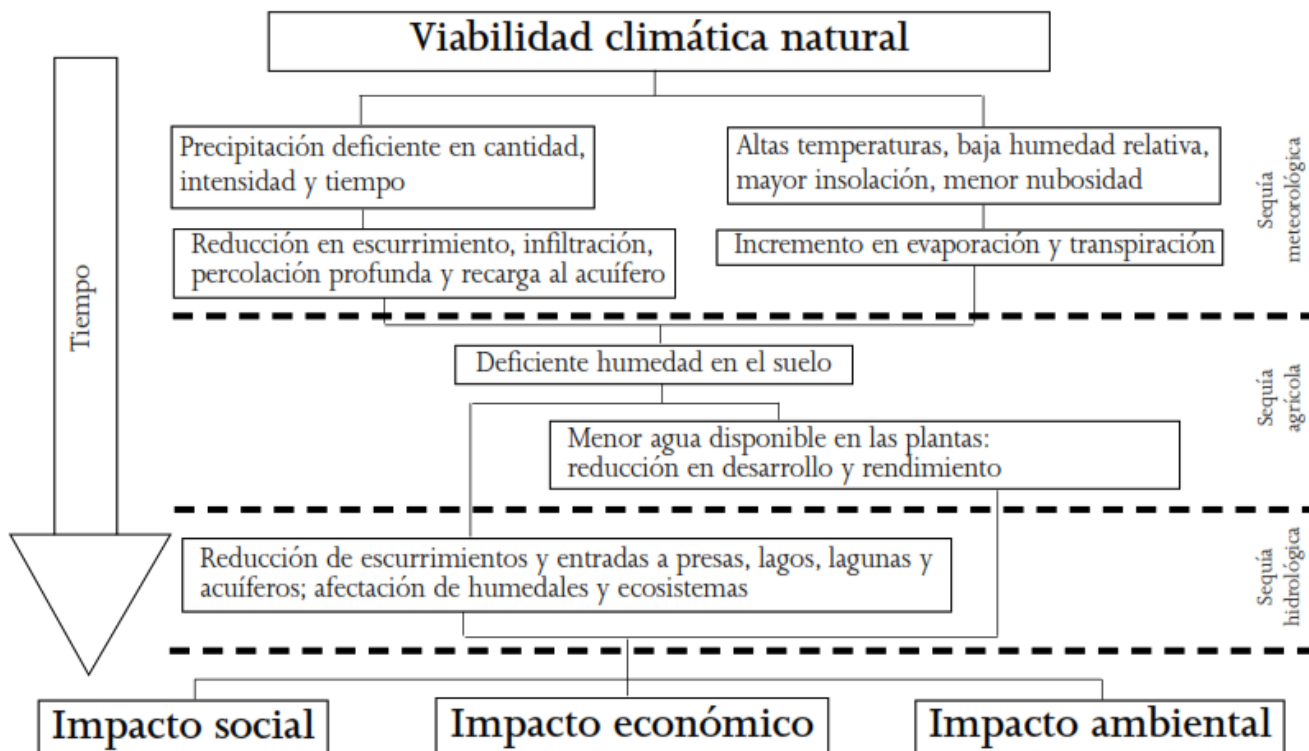 Viabilidad climática natural
Precipitación deficiente en cantidad,
intensidad y tiempo
Altas temperaturas, baja humedad relativa,
mayor insolación, menor nubosidad
Sequía
meteorológica
Reducción en escurrimiento, infiltración,
percolación profunda y recarga al acuífero
Incremento en evaporación y transpiración
Tiempo
Deficiente humedad en el suelo
Sequía
agrícola
Menor agua disponible en las plantas:
reducción en desarrollo y rendimiento
Reducción de escurrimientos y entradas a presas, lagos, lagunas y
acuíferos; afectación de humedales y ecosistemas
Sequía
hidrológica
Impacto social
Impacto económico
Impacto ambiental